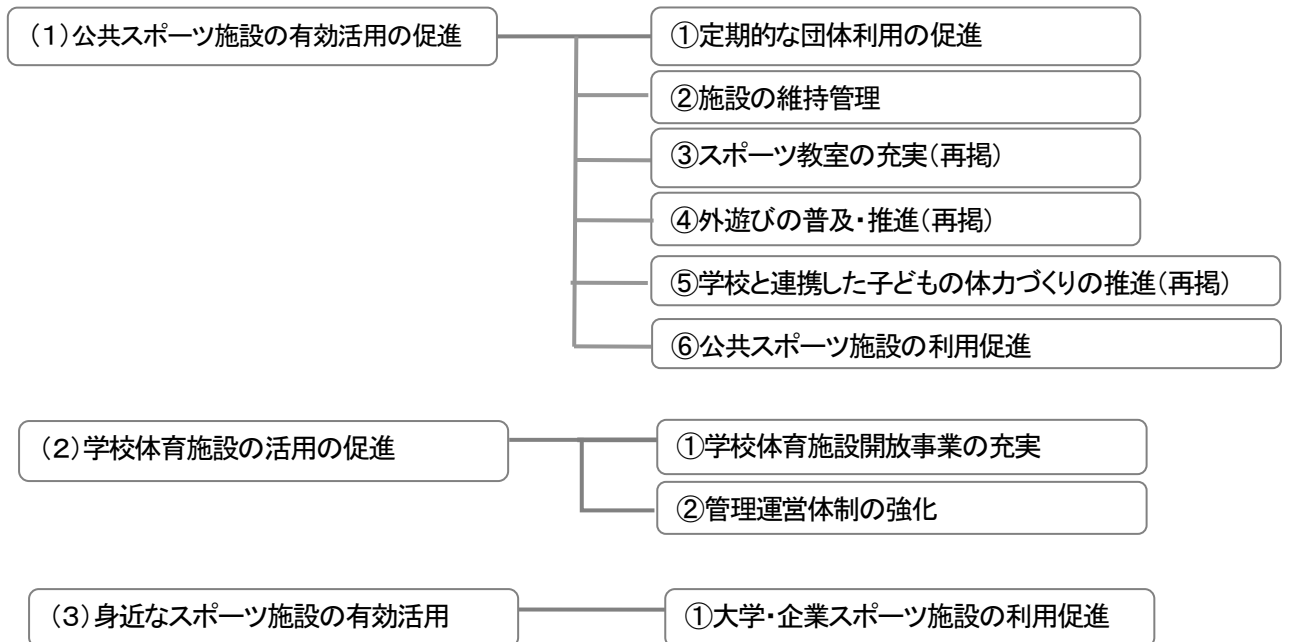 （1）公共スポーツ施設の有効活用の促進
①定期的な団体利用の促進
②施設の維持管理
③スポーツ教室の充実（再掲）
④外遊びの普及・推進（再掲）
⑤学校と連携した子どもの体力づくりの推進（再掲）
⑥公共スポーツ施設の利用促進
（2）学校体育施設の活用の促進
①学校体育施設開放事業の充実
②管理運営体制の強化
（3）身近なスポーツ施設の有効活用
①大学・企業スポーツ施設の利用促進